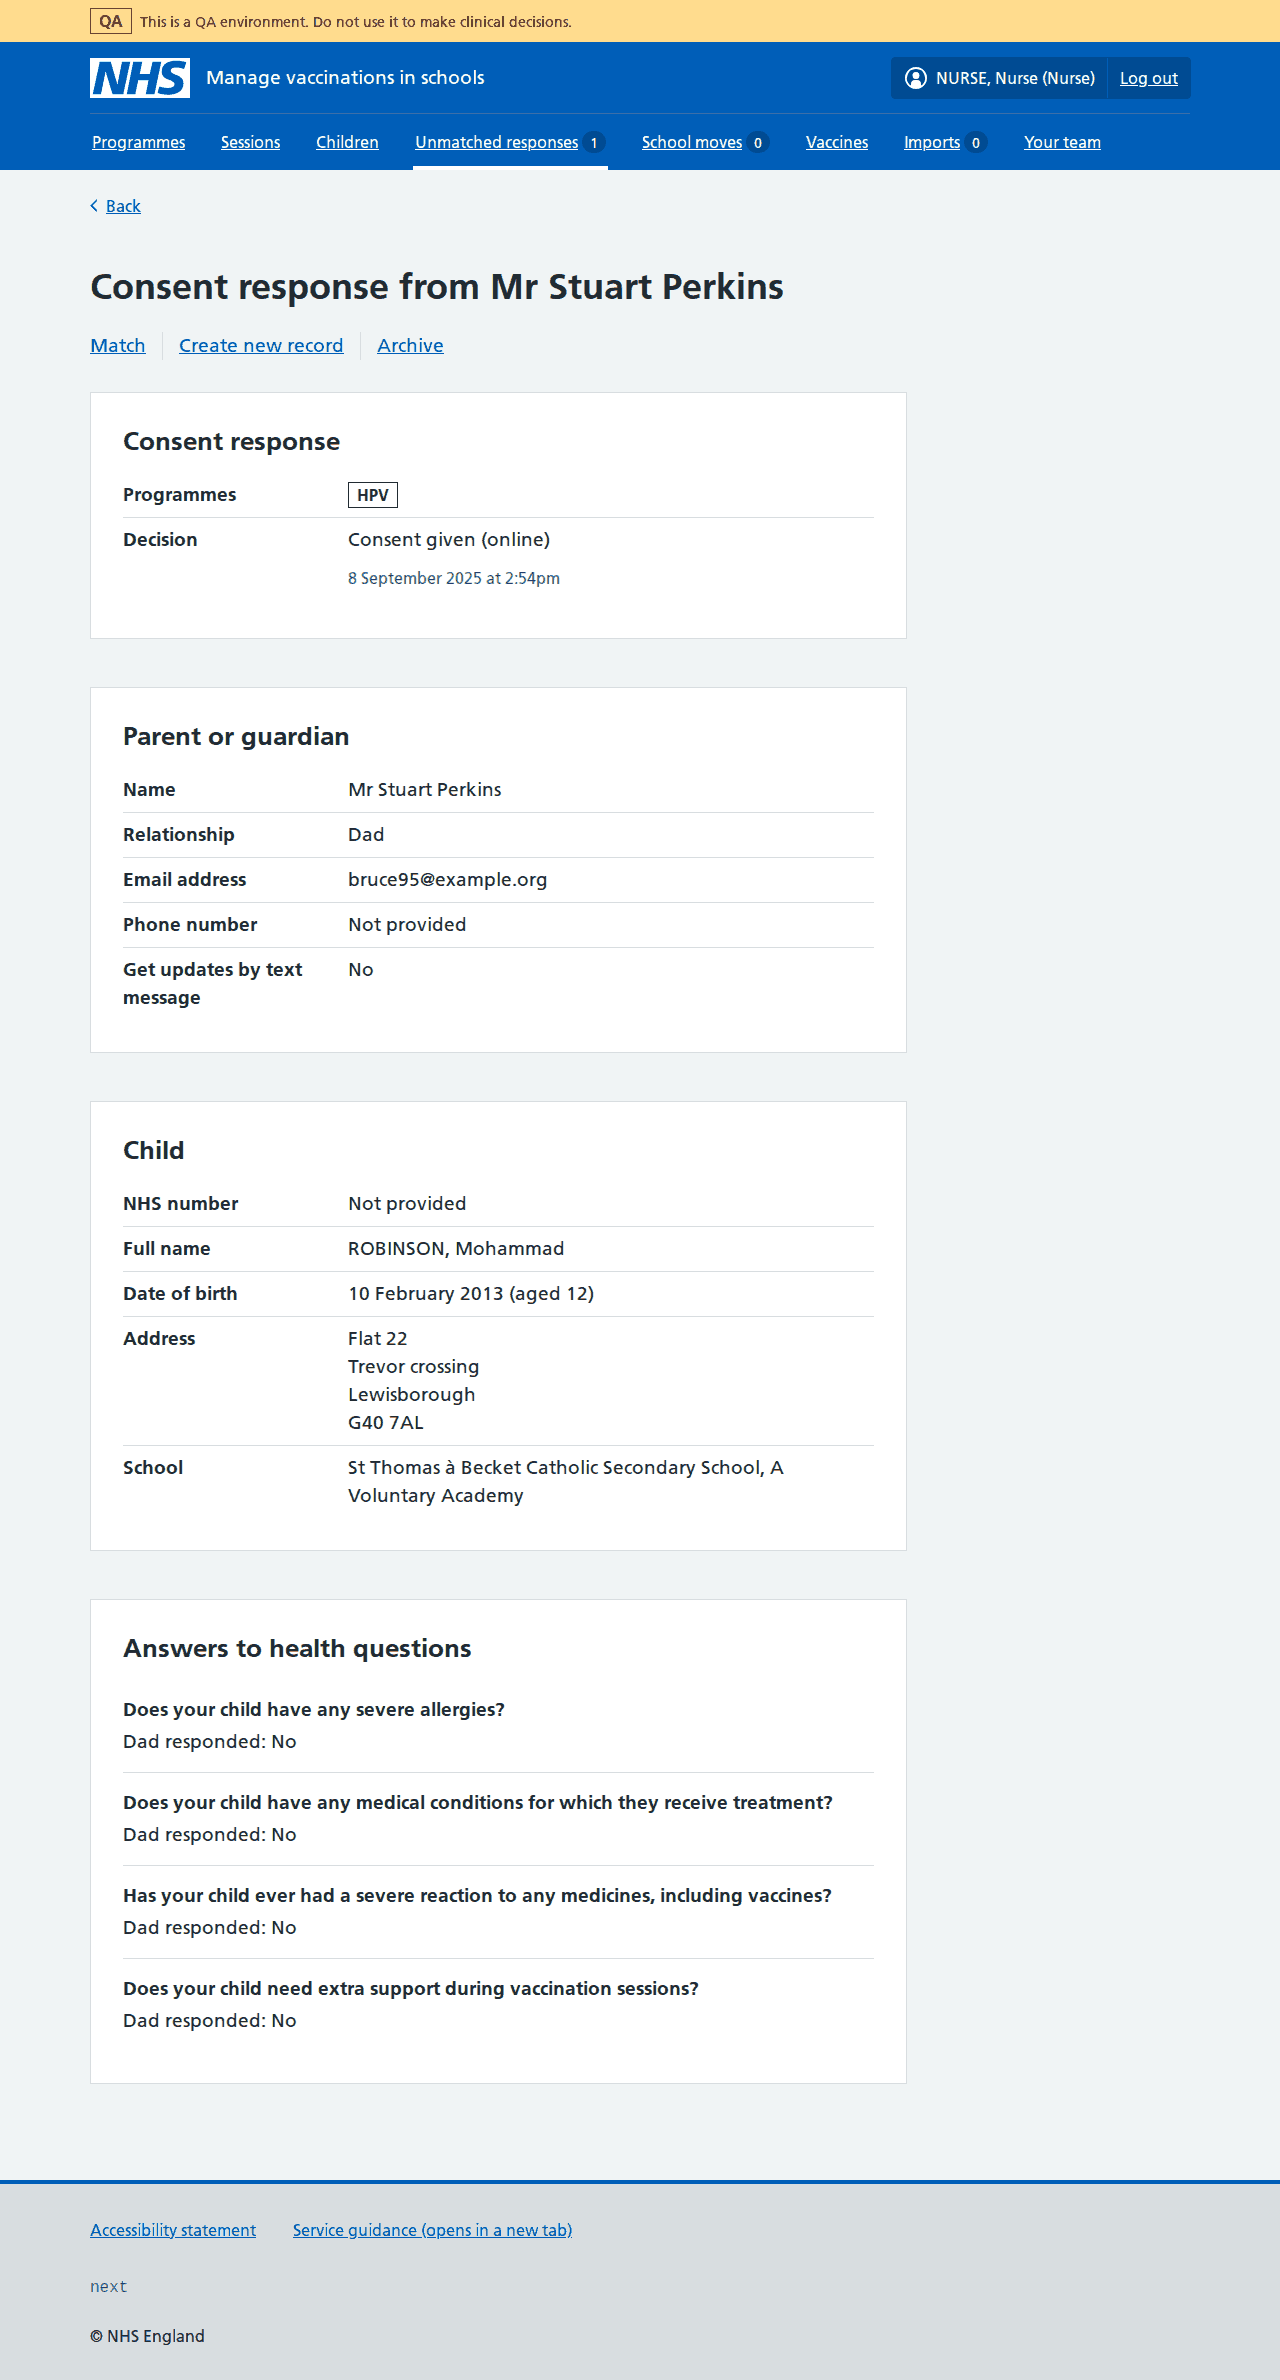 QA This is a QA environment. Do not use it to make clinical decisions.
NHS Manage vaccinations in schools NURSE, Nurse (Nurse) Log out
Programmes Sessions Children Unmatched responses 1 School moves 0 Vaccines Imports 0 Your team
Back
Consent response from Mr Stuart Perkins
Match Create new record Archive
Consent response
Programmes HPV
Decision Consent given (online)
8 September 2025 at 2:54pm
Parent or guardian
Name Mr Stuart Perkins
Relationship Dad
Email address bruce95@example.org
Phone number Not provided
Get updates by text No
message
Child
NHS number Not provided
Full name ROBINSON, Mohammad
Date of birth 10 February 2013 (aged 12)
Address Flat 22
Trevor crossing
Lewisborough
G40 7AL
School St Thomas à Becket Catholic Secondary School, A
Voluntary Academy
Answers to health questions
Does your child have any severe allergies?
Dad responded: No
Does your child have any medical conditions for which they receive treatment?
Dad responded: No
Has your child ever had a severe reaction to any medicines, including vaccines?
Dad responded: No
Does your child need extra support during vaccination sessions?
Dad responded: No
Accessibility statement Service guidance (opens in a new tab)
next
© NHS England